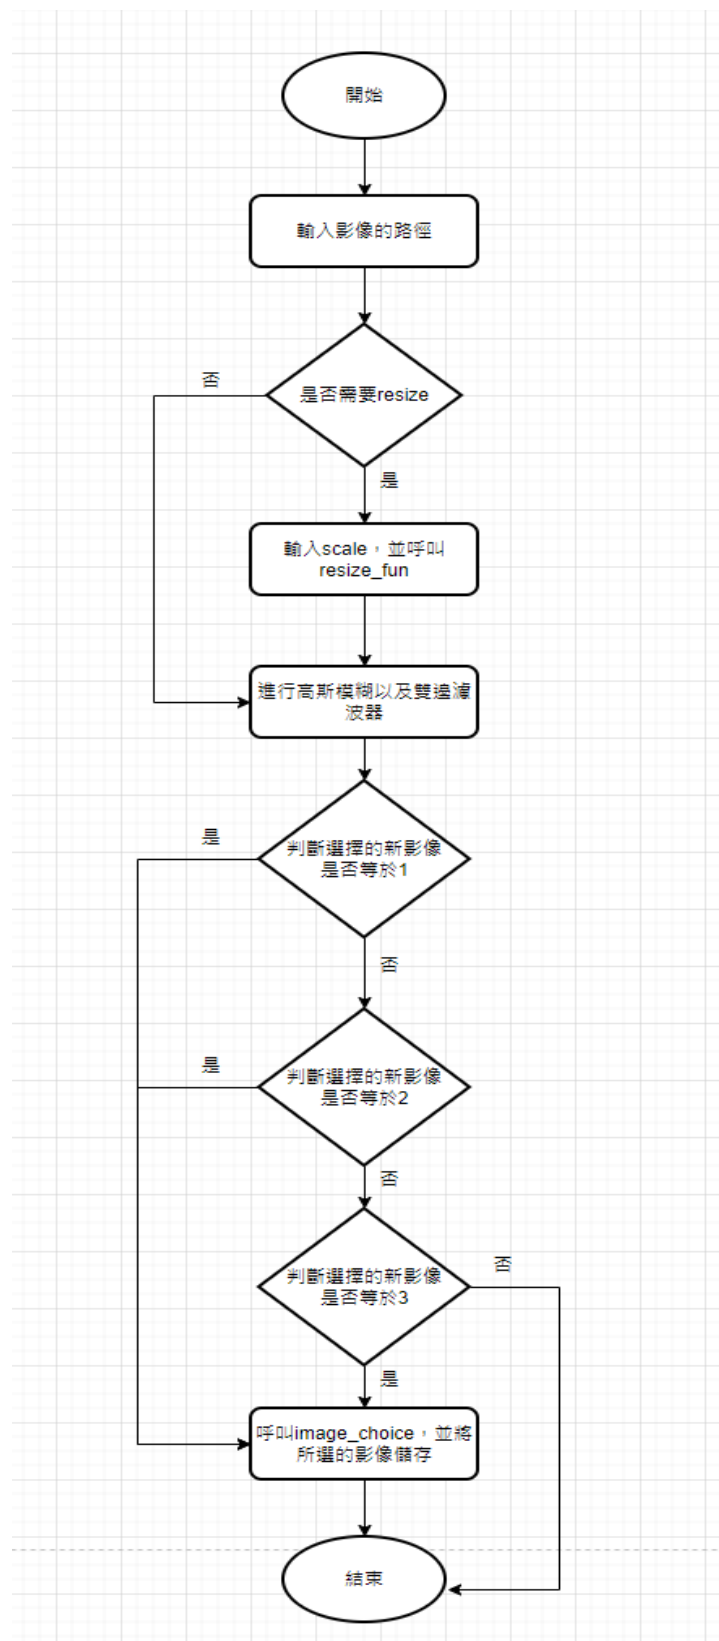 開始
輸入影像的路徑
是否需要resize
否
是
輸入scale，並呼叫
resize_fun
進行高斯模糊以及雙邊濾
波器
判斷選擇的新影像
是否等於1
是
否
判斷選擇的新影像
是否等於2
是
否
判斷選擇的新影像
是否等於3
否
是
呼叫image_choice，並將
所選的影像儲存
結束